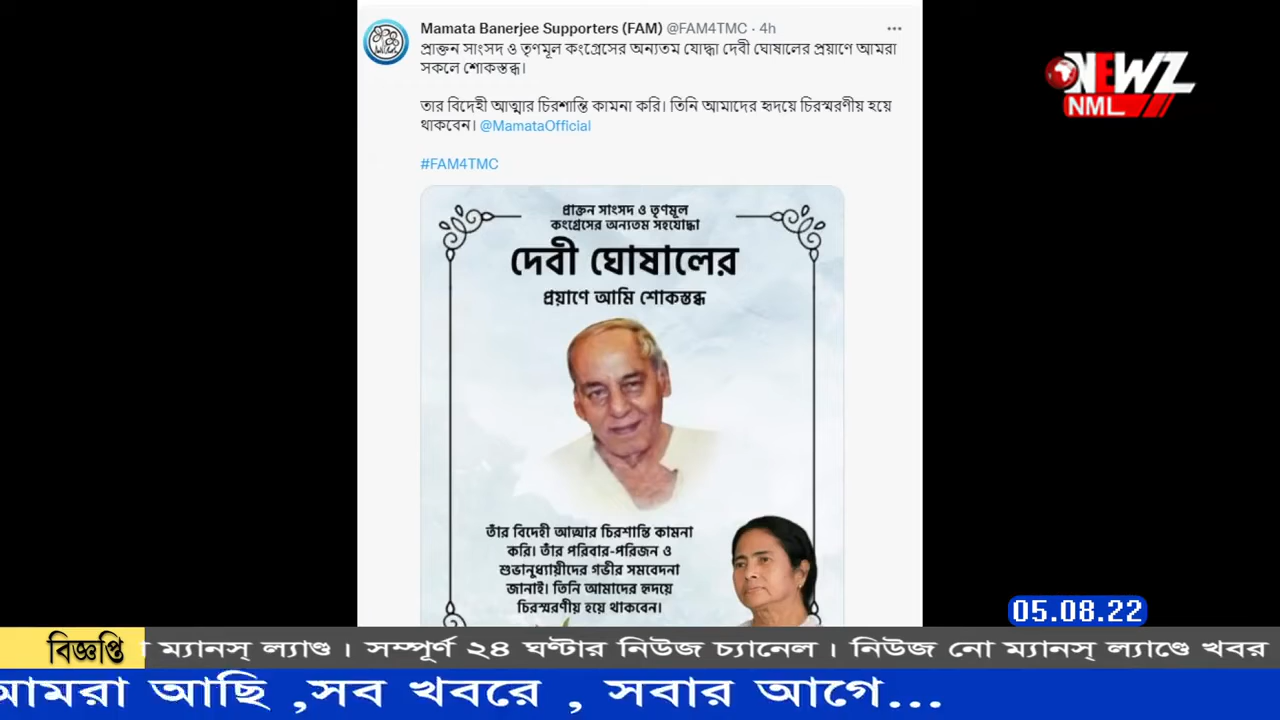 Mamata Banerjee Supporters (FAM) @FAM4TMC · 4h
প্রাক্তন সাংসদ ও তৃণমূল কংগ্রেসের অন্যতম যোদ্ধা দেবী ঘোষালের প্রয়াণে আমরা
সকলে শোকস্তব্ধ।
তার বিদেহী আত্মার চিরশান্তি কামনা করি। তিনি আমাদের হৃদয়ে চিরস্মরণীয় হয়ে
থাকবেন। @MamataOfficial
#FAM4TMC
NEWZ
NML
প্রাক্তন সাংসদ ও তৃণমূল
কংগ্রেসের অন্যতম সহযোদ্ধা
দেবী ঘোষালের
প্রয়াণে আমি শোকস্তব্ধ
তাঁর বিদেহী আত্মার চিরশান্তি কামনা
করি। তাঁর পরিবার-পরিজন ও
শুভানুধ্যায়ীদের গভীর সমবেদনা
জানাই। তিনি আমাদের হৃদয়ে
চিরস্মরণীয় হয়ে থাকবেন।
05.08.22
বিজ্ঞপ্তি ম্যানস্ ল্যাণ্ড । সম্পূর্ণ ২৪ ঘণ্টার নিউজ চ্যানেল । নিউজ নো ম্যানস্ ল্যাণ্ডে খবর
আমরা আছি ,সব খবরে , সবার আগে...